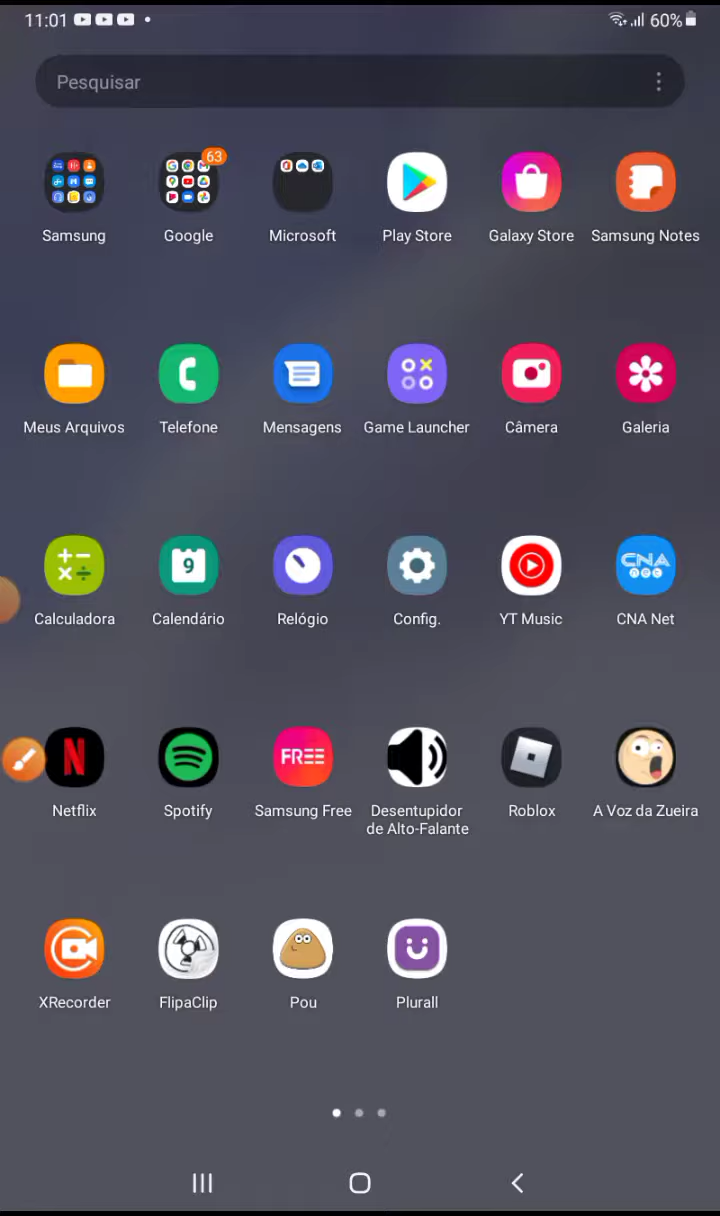 11:01 60%
Pesquisar
63
Samsung Google Microsoft Play Store Galaxy Store Samsung Notes
Meus Arquivos Telefone Mensagens Game Launcher Câmera Galeria
9
CNA
net
Calculadora Calendário Relógio Config. YT Music CNA Net
N FREE
Netflix Spotify Samsung Free Desentupidor de Alto-Falante Roblox A Voz da Zueira
XRecorder FlipaClip Pou Plurall